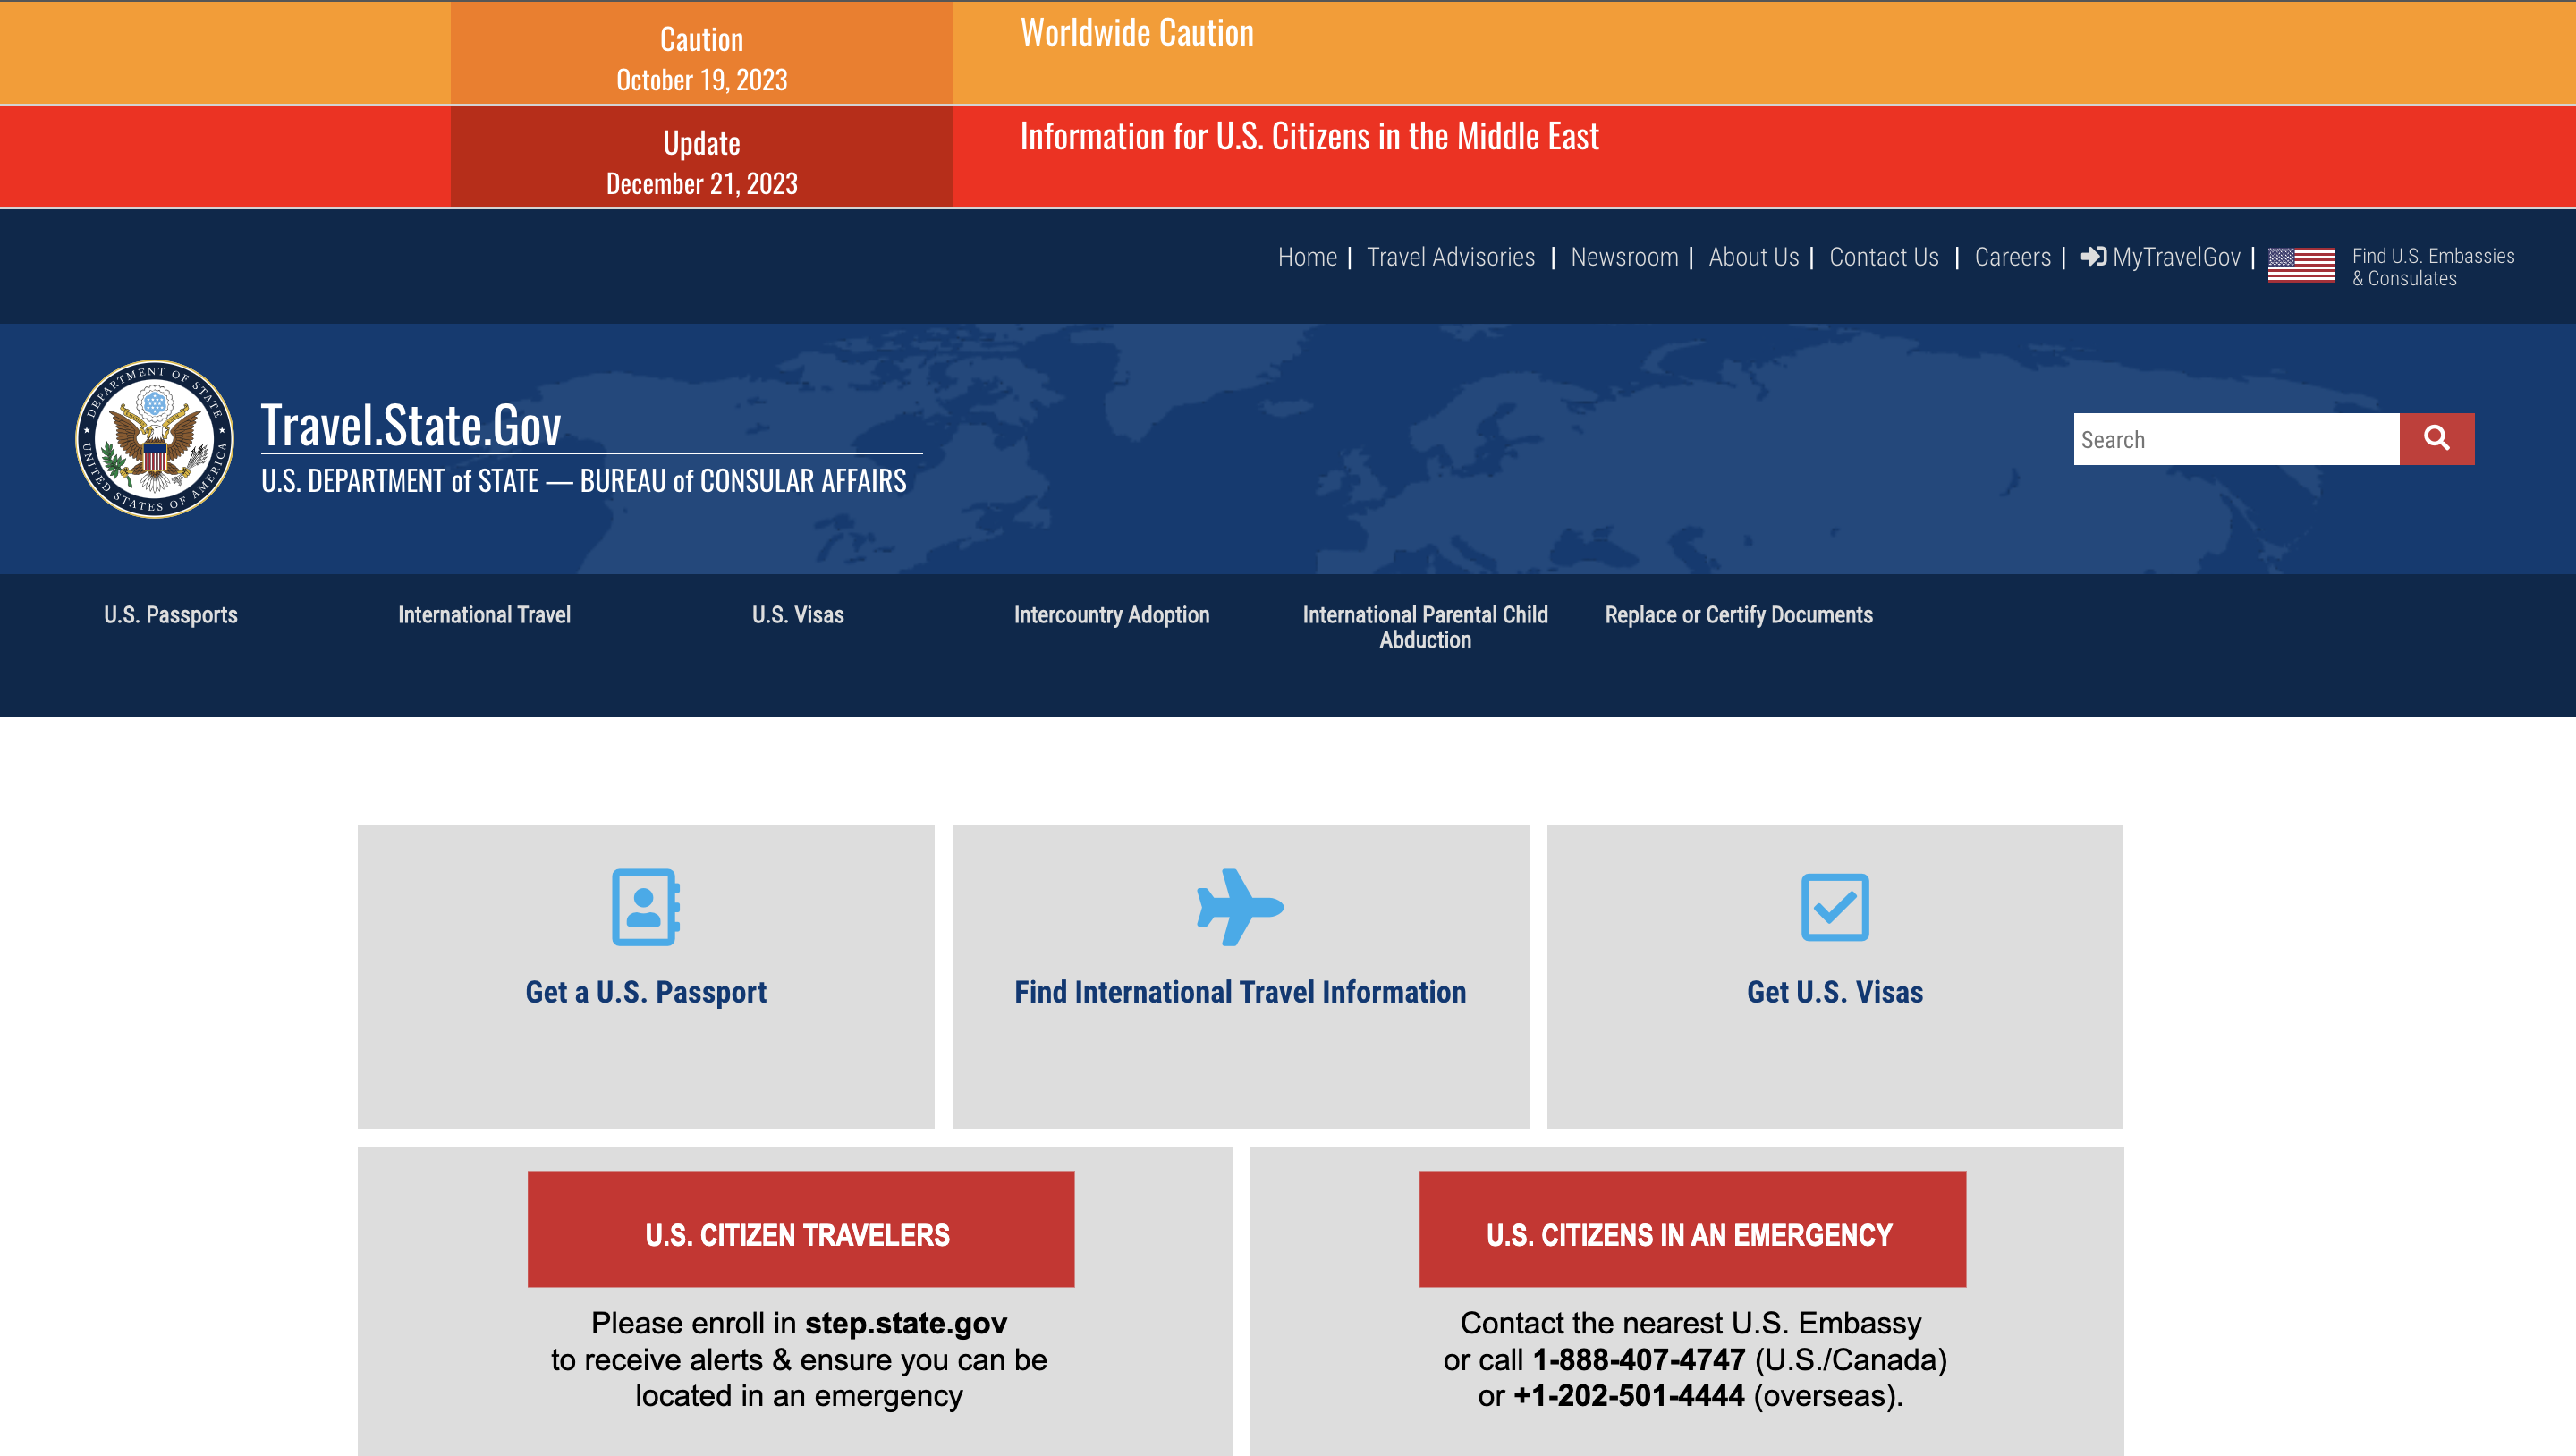 Caution
October 19, 2023
Worldwide Caution
Update
December 21, 2023
Information for U.S. Citizens in the Middle East
Home | Travel Advisories | Newsroom | About Us | Contact Us | Careers | MyTravelGov | Find U.S. Embassies
& Consulates
DEPARTMENT OF STATE
UNITED STATES OF AMERICA
Travel.State.Gov
U.S. DEPARTMENT of STATE — BUREAU of CONSULAR AFFAIRS
Search
U.S. Passports
International Travel
U.S. Visas
Intercountry Adoption
International Parental Child
Abduction
Replace or Certify Documents
Get a U.S. Passport
Find International Travel Information
Get U.S. Visas
U.S. CITIZEN TRAVELERS
Please enroll in step.state.gov
to receive alerts & ensure you can be
located in an emergency
U.S. CITIZENS IN AN EMERGENCY
Contact the nearest U.S. Embassy
or call 1-888-407-4747 (U.S./Canada)
or +1-202-501-4444 (overseas).